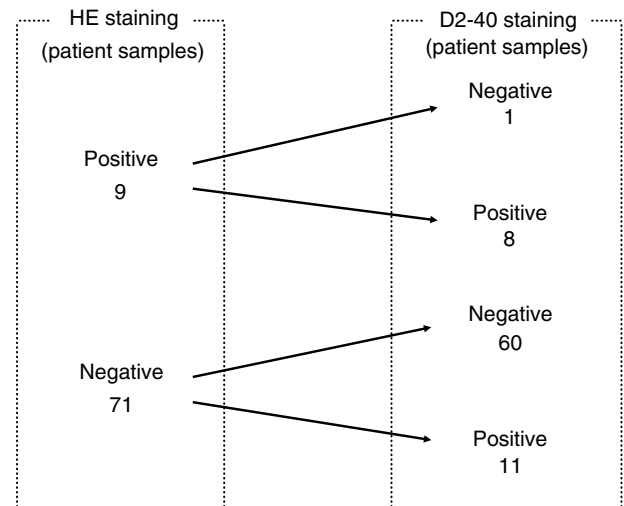 HE staining
(patient samples)
Positive
9
Negative
71
D2-40 staining
(patient samples)
Negative
1
Positive
8
Negative
60
Positive
11